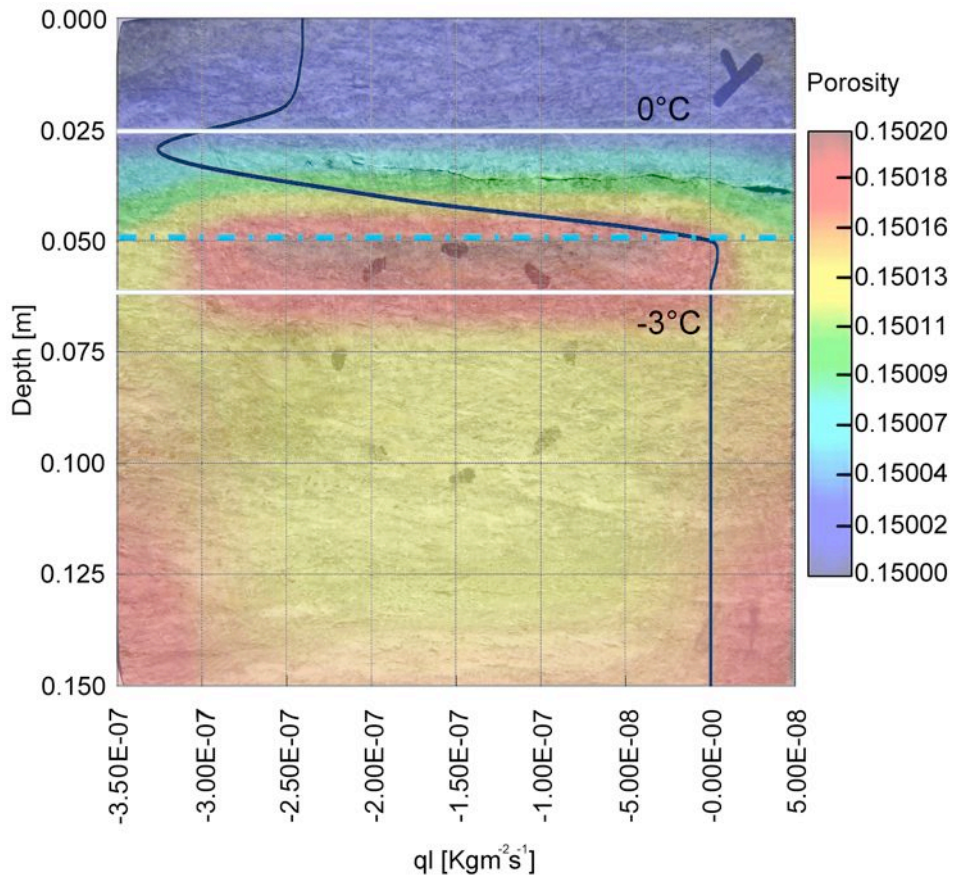 0.000
0.025
0.050
0.075
0.100
0.125
0.150
Depth [m]
0°C
-3°C
-3.50E-07
-3.00E-07
-2.50E-07
-2.00E-07
-1.50E-07
-1.00E-07
-5.00E-08
-0.00E-00
5.00E-08
ql [Kgm⁻²s⁻¹]
Porosity
0.15020
0.15018
0.15016
0.15013
0.15011
0.15009
0.15007
0.15004
0.15002
0.15000